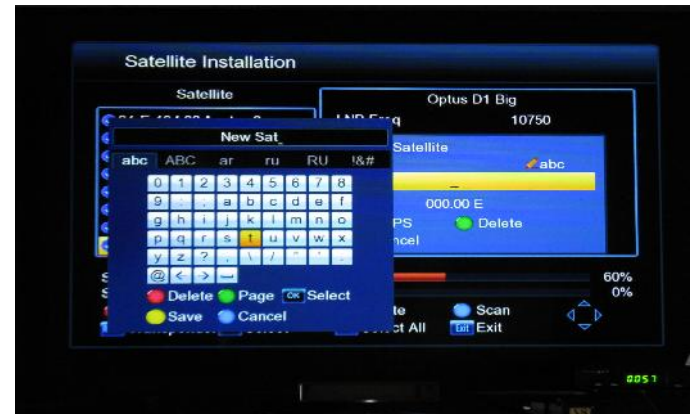 Satellite Installation
Satellite
Optus D1 Big
10750
New Sat_
Satellite
abc ABC ar ru RU !&#
abc
0 1 2 3 4 5 6 7 8
9 : ; a b c d e f
000.00 E
g h i j k l m n o
PS Delete
p q r s t u v w x
ncel
y z ? , \ /
@ < >
60%
0%
Delete Page OK Select
te Scan
Save Cancel
ct All Exit Exit
0057